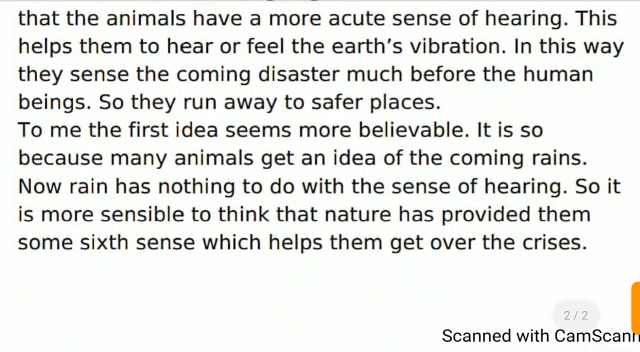 that the animals have a more acute sense of hearing. This
helps them to hear or feel the earth's vibration. In this way
they sense the coming disaster much before the human
beings. So they run away to safer places.
To me the first idea seems more believable. It is so
because many animals get an idea of the coming rains.
Now rain has nothing to do with the sense of hearing. So it
is more sensible to think that nature has provided them
some sixth sense which helps them get over the crises.
2 / 2
Scanned with CamScann